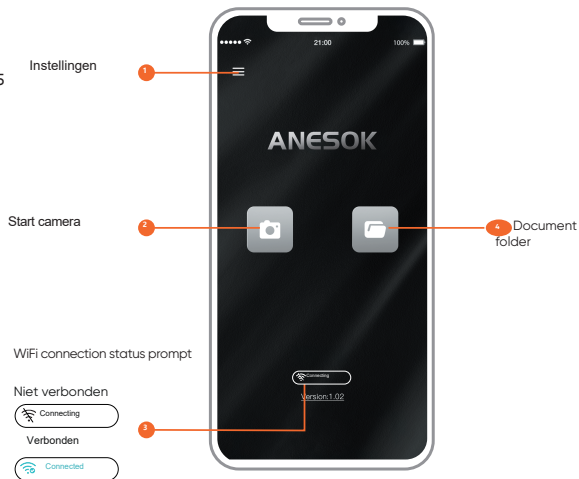 21:00
100%
Instellingen
1
5
ANESOK
Start camera
2
4 Document
folder
WiFi connection status prompt
Connecting
Niet verbonden
Version:1.02
Connecting
3
Verbonden
Connected